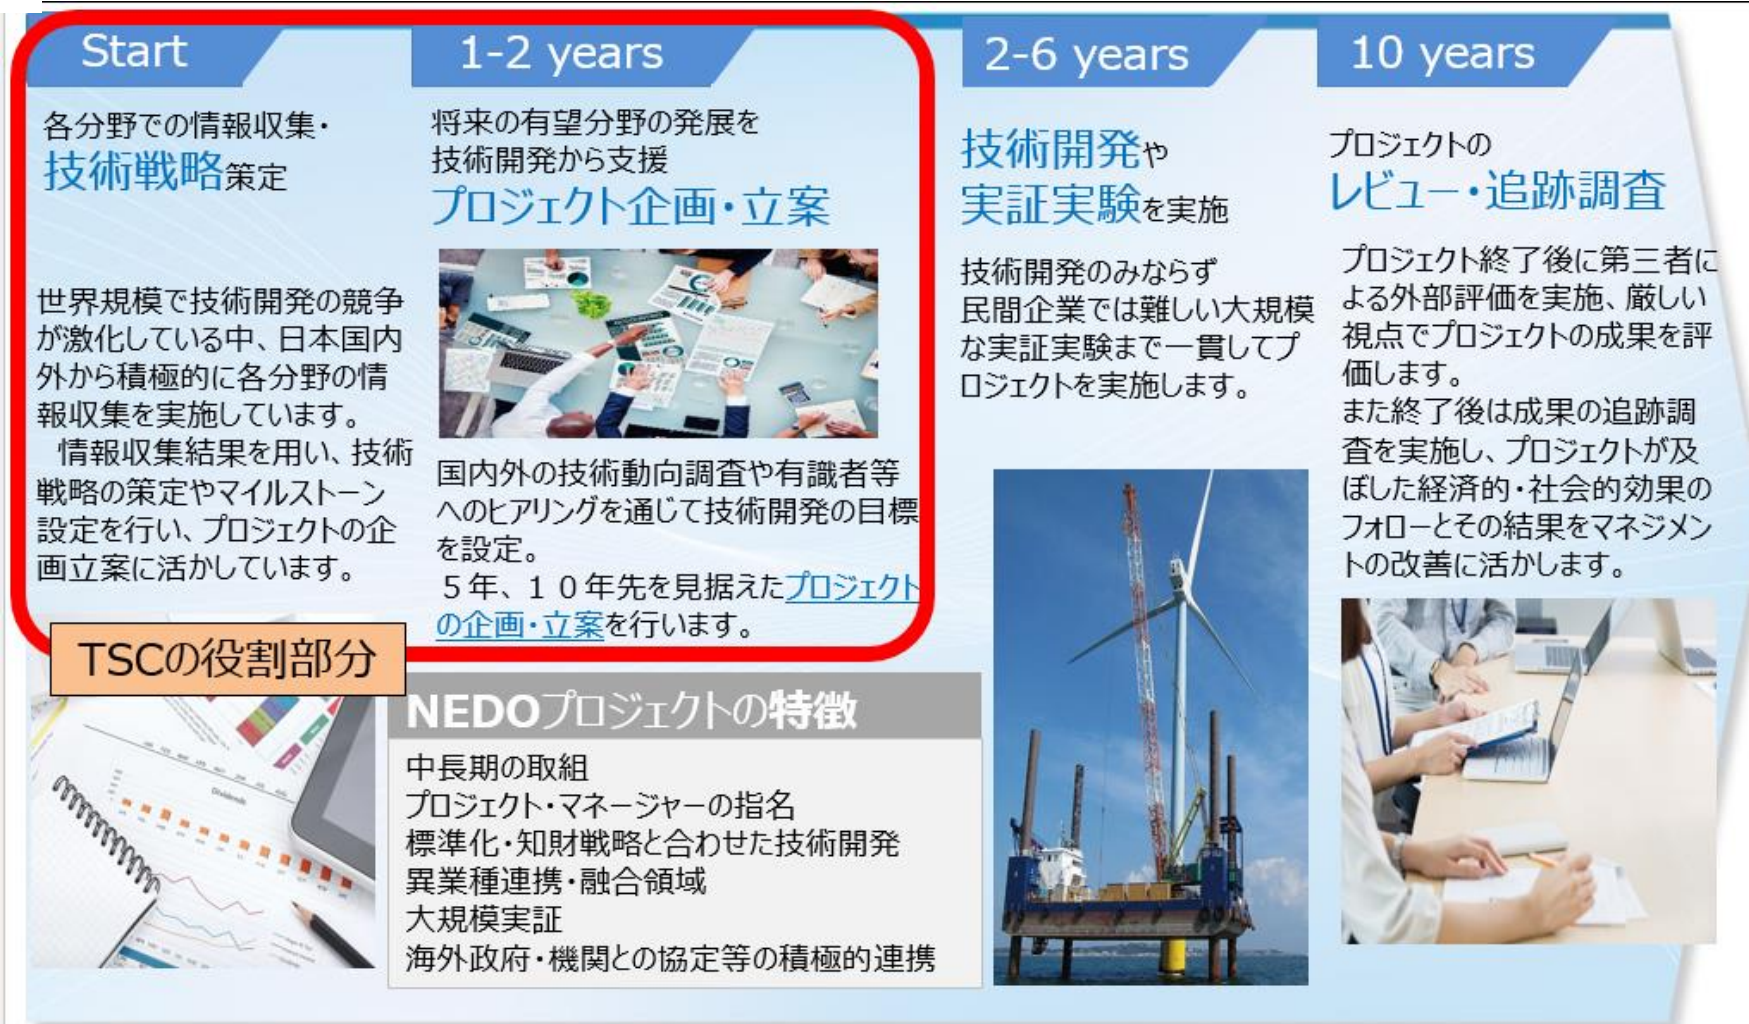 Start
各分野での情報収集・
技術戦略策定
世界規模で技術開発の競争
が激化している中、日本国内
外から積極的に各分野の情
報収集を実施しています。
情報収集結果を用い、技術
戦略の策定やマイルストーン
設定を行い、プロジェクトの企
画立案に活かしています。
TSCの役割部分
1-2 years
将来の有望分野の発展を
技術開発から支援
プロジェクト企画・立案
国内外の技術動向調査や有識者等
へのヒアリングを通じて技術開発の目標
を設定。
５年、１０年先を見据えたプロジェクト
の企画・立案を行います。
NEDOプロジェクトの特徴
中長期の取組
プロジェクト・マネージャーの指名
標準化・知財戦略と合わせた技術開発
異業種連携・融合領域
大規模実証
海外政府・機関との協定等の積極的連携
2-6 years
技術開発や
実証実験を実施
技術開発のみならず
民間企業では難しい大規模
な実証実験まで一貫してプ
ロジェクトを実施します。
10 years
プロジェクトの
レビュー・追跡調査
プロジェクト終了後に第三者に
よる外部評価を実施、厳しい
視点でプロジェクトの成果を評
価します。
また終了後は成果の追跡調
査を実施し、プロジェクトが及
ぼした経済的・社会的効果の
フォローとその結果をマネジメン
トの改善に活かします。
Dividends